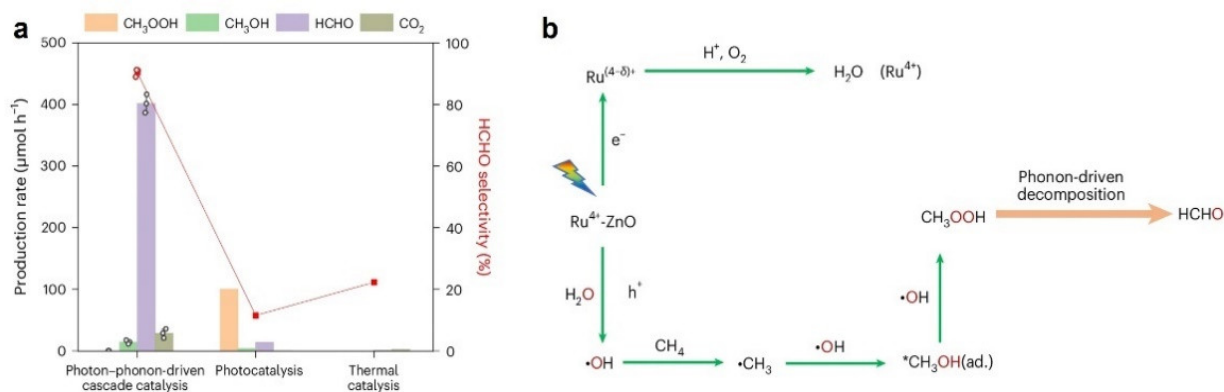 a
CH₃OOH CH₃OH HCHO CO₂
Production rate (μmol h⁻¹)
500
400
300
200
100
0
100
80
60
40
20
0
HCHO selectivity (%)
Photon–phonon-driven
cascade catalysis
Photocatalysis
Thermal
catalysis
b
Ru⁽⁴⁻ᵟ⁾⁺ H⁺, O₂ H₂O (Ru⁴⁺)
e⁻
Ru⁴⁺-ZnO
H₂O h⁺
•OH CH₄ •CH₃ •OH *CH₃OH(ad.)
•OH
CH₃OOH
Phonon-driven
decomposition
HCHO